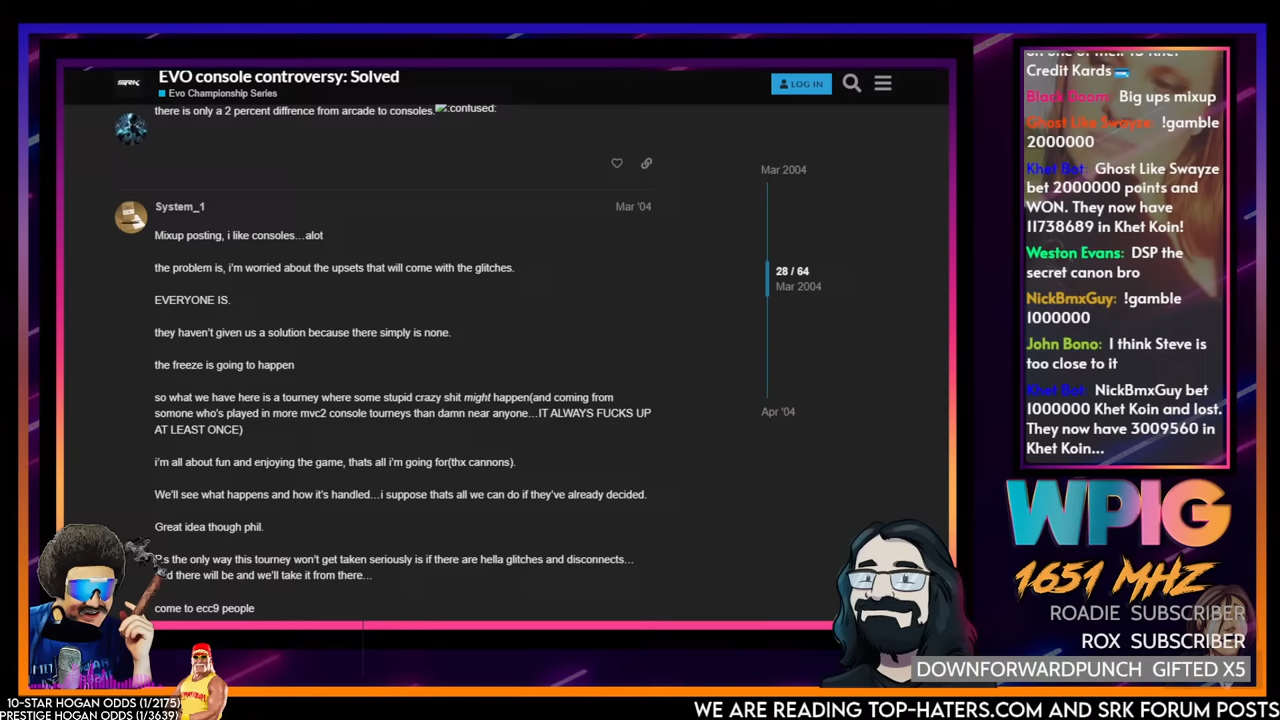 SRK
EVO console controversy: Solved
Evo Championship Series
LOG IN
there is only a 2 percent diffrence from arcade to consoles. :confused:
System_1
Mar '04
Mixup posting, i like consoles…alot
the problem is, i'm worried about the upsets that will come with the glitches.
EVERYONE IS.
they haven't given us a solution because there simply is none.
the freeze is going to happen
so what we have here is a tourney where some stupid crazy shit might happen(and coming from
somone who's played in more mvc2 console tourneys than damn near anyone…IT ALWAYS FUCKS UP
AT LEAST ONCE)
i'm all about fun and enjoying the game, thats all i'm going for(thx cannons).
We'll see what happens and how it's handled…i suppose thats all we can do if they've already decided.
Great idea though phil.
the only way this tourney won't get taken seriously is if there are hella glitches and disconnects…
there will be and we'll take it from there…
come to ecc9 people
Mar 2004
28 / 64
Mar 2004
Apr '04
Credit Kards
Black Doom: Big ups mixup
Ghost Like Swayze: !gamble
2000000
Khet Bot: Ghost Like Swayze
bet 2000000 points and
WON. They now have
11738689 in Khet Koin!
Weston Evans: DSP the
secret canon bro
NickBmxGuy: !gamble
1000000
John Bono: I think Steve is
too close to it
Khet Bot: NickBmxGuy bet
1000000 Khet Koin and lost.
They now have 3009560 in
Khet Koin...
WPIG
1651 MHZ
ROADIE SUBSCRIBER
ROX SUBSCRIBER
DOWNFORWARDPUNCH GIFTED X5
10-STAR HOGAN ODDS (1/2175)
PRESTIGE HOGAN ODDS (1/3639)
WE ARE READING TOP-HATERS.COM AND SRK FORUM POSTS